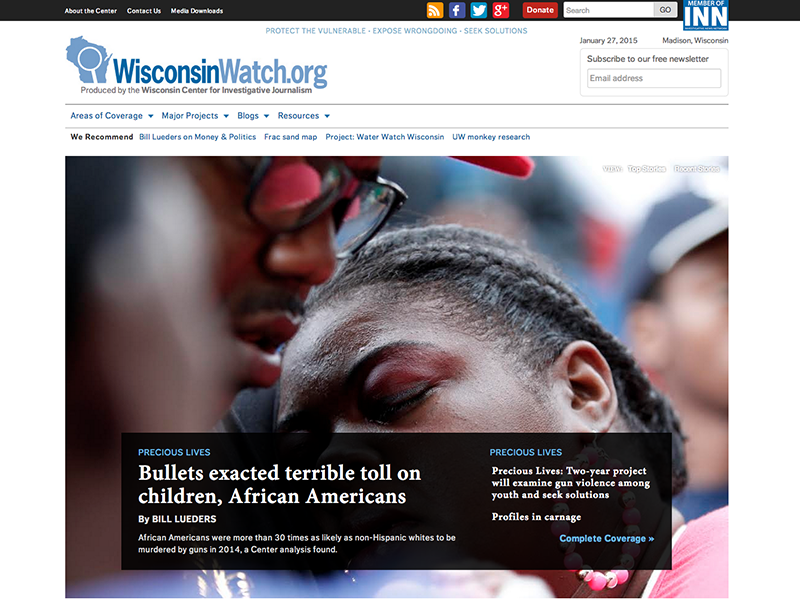 About the Center Contact Us Media Downloads
Donate
Search
GO
MEMBER OF
INN
PROTECT THE VULNERABLE · EXPOSE WRONGDOING · SEEK SOLUTIONS
January 27, 2015 Madison, Wisconsin
WisconsinWatch.org
Produced by the Wisconsin Center for Investigative Journalism
Subscribe to our free newsletter
Email address
Areas of Coverage Major Projects Blogs Resources
We Recommend Bill Lueders on Money & Politics Frac sand map Project: Water Watch Wisconsin UW monkey research
VIEW: Top Stories Recent Stories
PRECIOUS LIVES
Bullets exacted terrible toll on
children, African Americans
By BILL LUEDERS
African Americans were more than 30 times as likely as non-Hispanic whites to be
murdered by guns in 2014, a Center analysis found.
PRECIOUS LIVES
Precious Lives: Two-year project
will examine gun violence among
youth and seek solutions
Profiles in carnage
Complete Coverage »